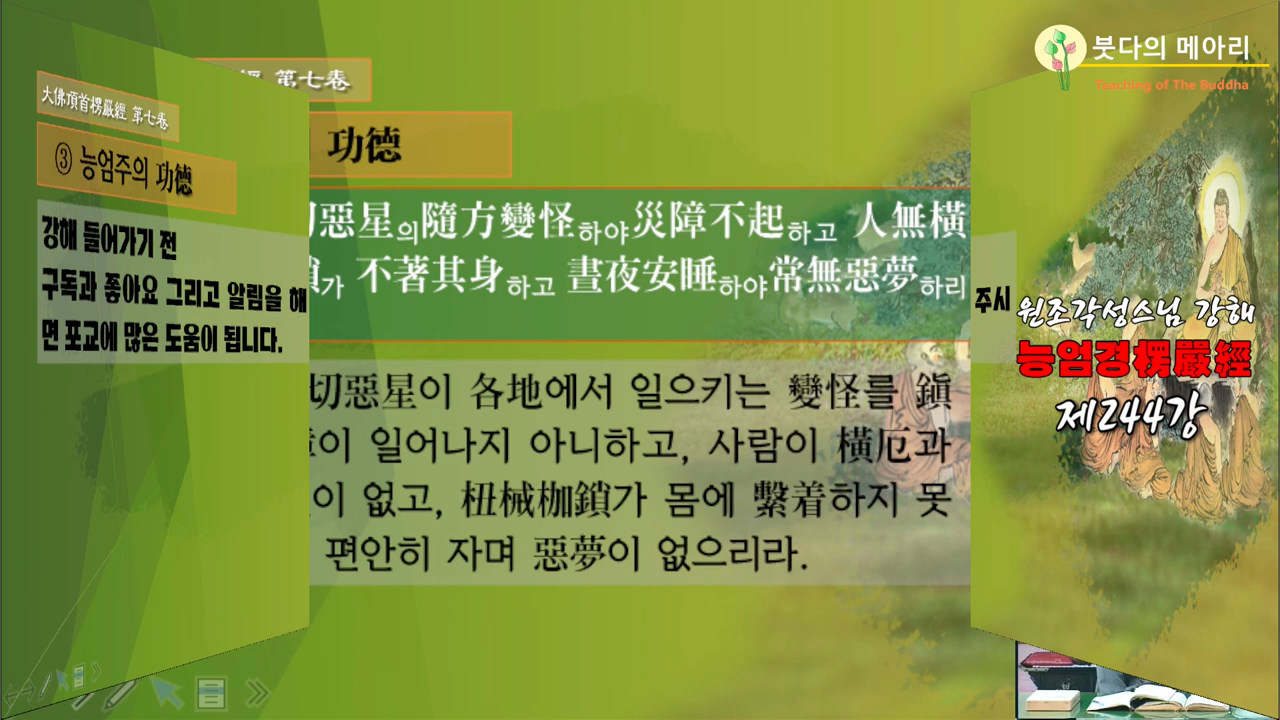 붓다의 메아리
Teaching of The Buddha
大佛頂首楞嚴經 第七卷
③ 능엄주의 功德
강해 들어가기 전
구독과 좋아요 그리고 알림을 해 주시
면 포교에 많은 도움이 됩니다.
第七卷
功德
切惡星의隨方變怪하야災障不起하고 人無橫
鎖가 不著其身하고 晝夜安睡하야常無惡夢하리
切惡星이 各地에서 일으키는 變怪를 鎭
이 일어나지 아니하고, 사람이 橫厄과
이 없고, 杻械枷鎖가 몸에 繫着하지 못
편안히 자며 惡夢이 없으리라.
원조각성스님 강해
능엄경楞嚴經
제244강